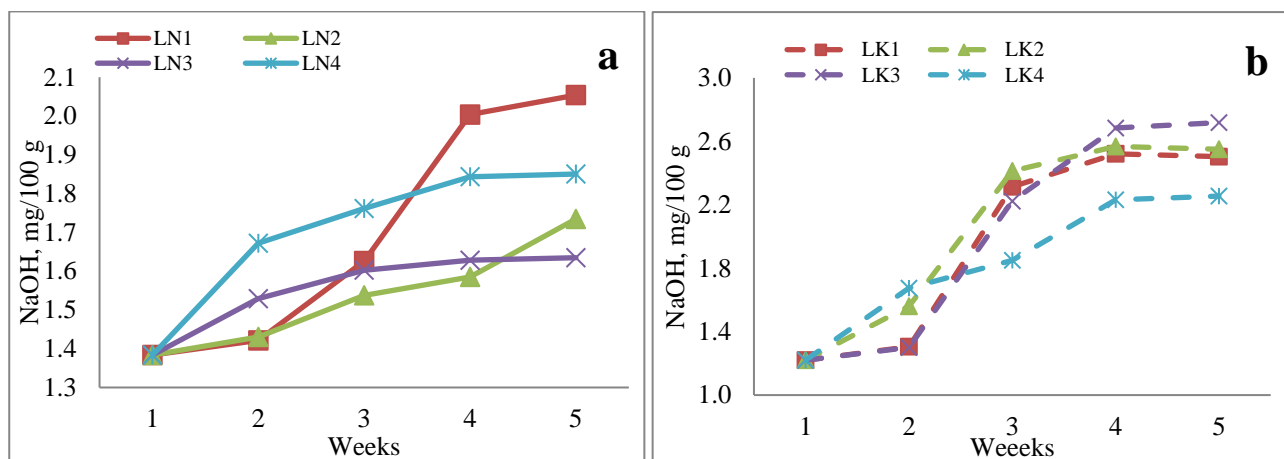 LN1 LN2
LN3 LN4
a
2.1
2.0
1.9
1.8
1.7
1.6
1.5
1.4
1.3
NaOH, mg/100 g
1 2 3 4 5
Weeks
LK1 LK2
LK3 LK4
b
3.0
2.6
2.2
1.8
1.4
1.0
NaOH, mg/100 g
1 2 3 4 5
Weeeks